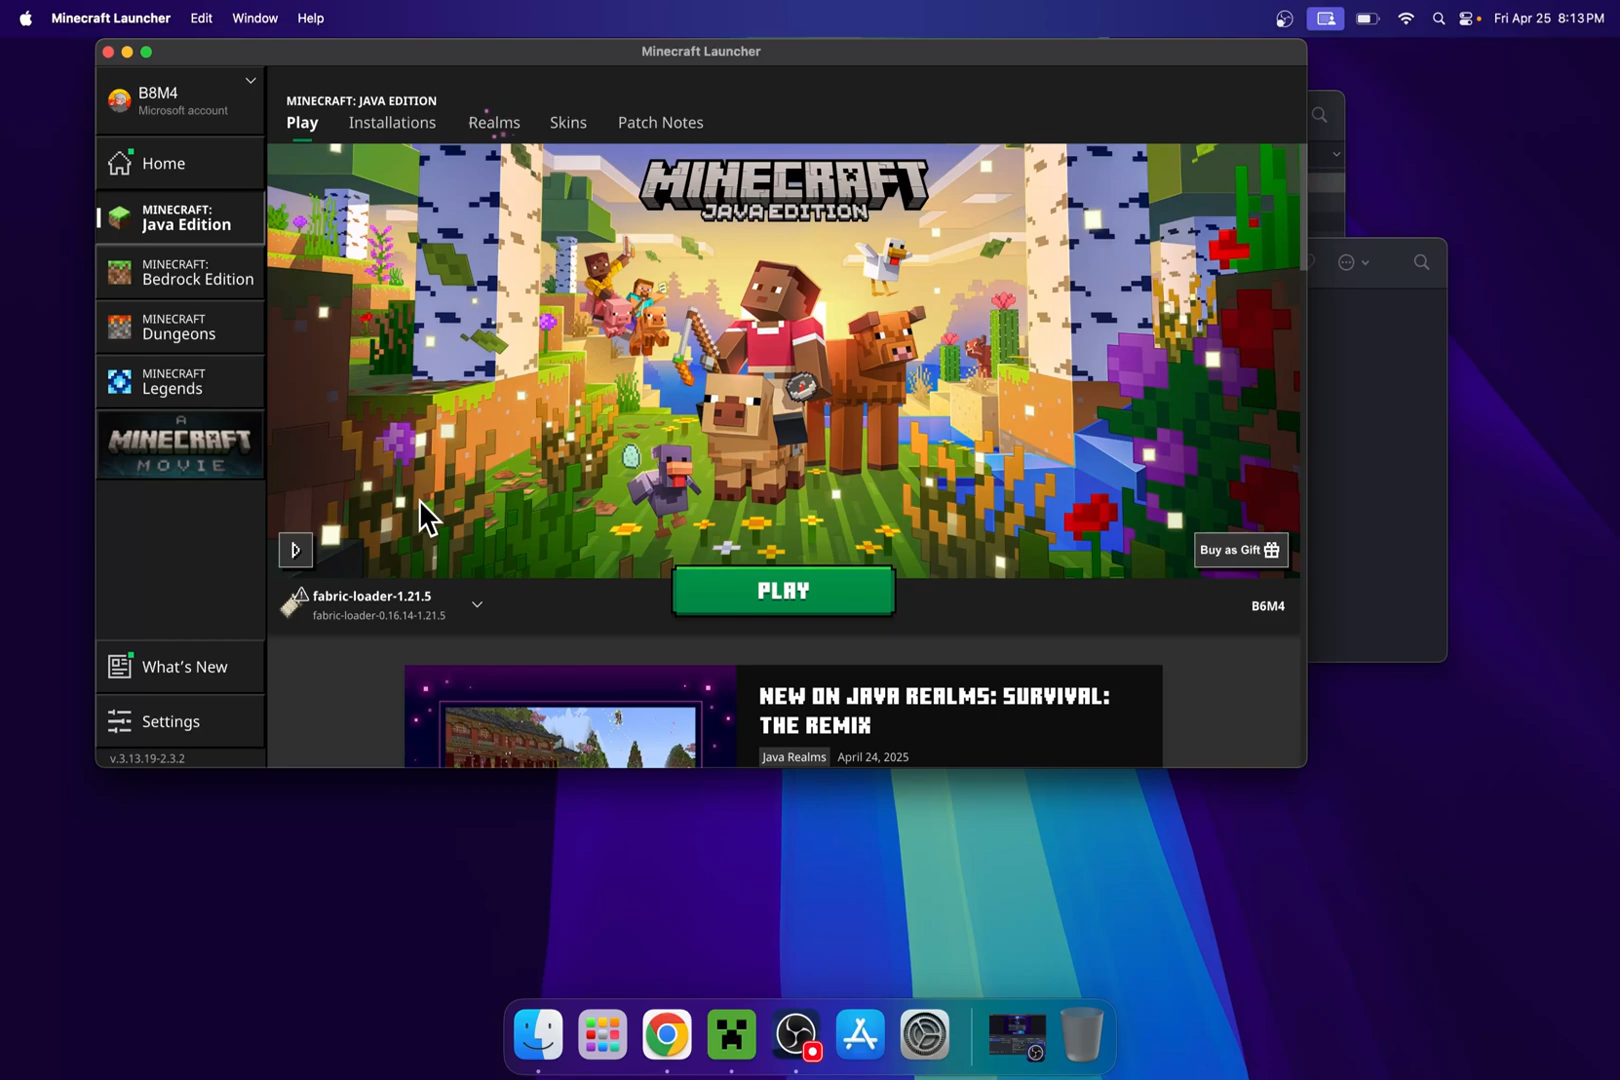 Minecraft Launcher Edit Window Help
Fri Apr 25 8:13 PM
Minecraft Launcher
B8M4
Microsoft account
Home
MINECRAFT:
Java Edition
MINECRAFT:
Bedrock Edition
MINECRAFT
Dungeons
MINECRAFT
Legends
A
MINECRAFT
MOVIE
What's New
Settings
v.3.13.19-2.3.2
MINECRAFT: JAVA EDITION
Play Installations Realms Skins Patch Notes
MINECRAFT
JAVA EDITION
Buy as Gift
fabric-loader-1.21.5
fabric-loader-0.16.14-1.21.5
PLAY
B6M4
NEW ON JAVA REALMS: SURVIVAL:
THE REMIX
Java Realms April 24, 2025